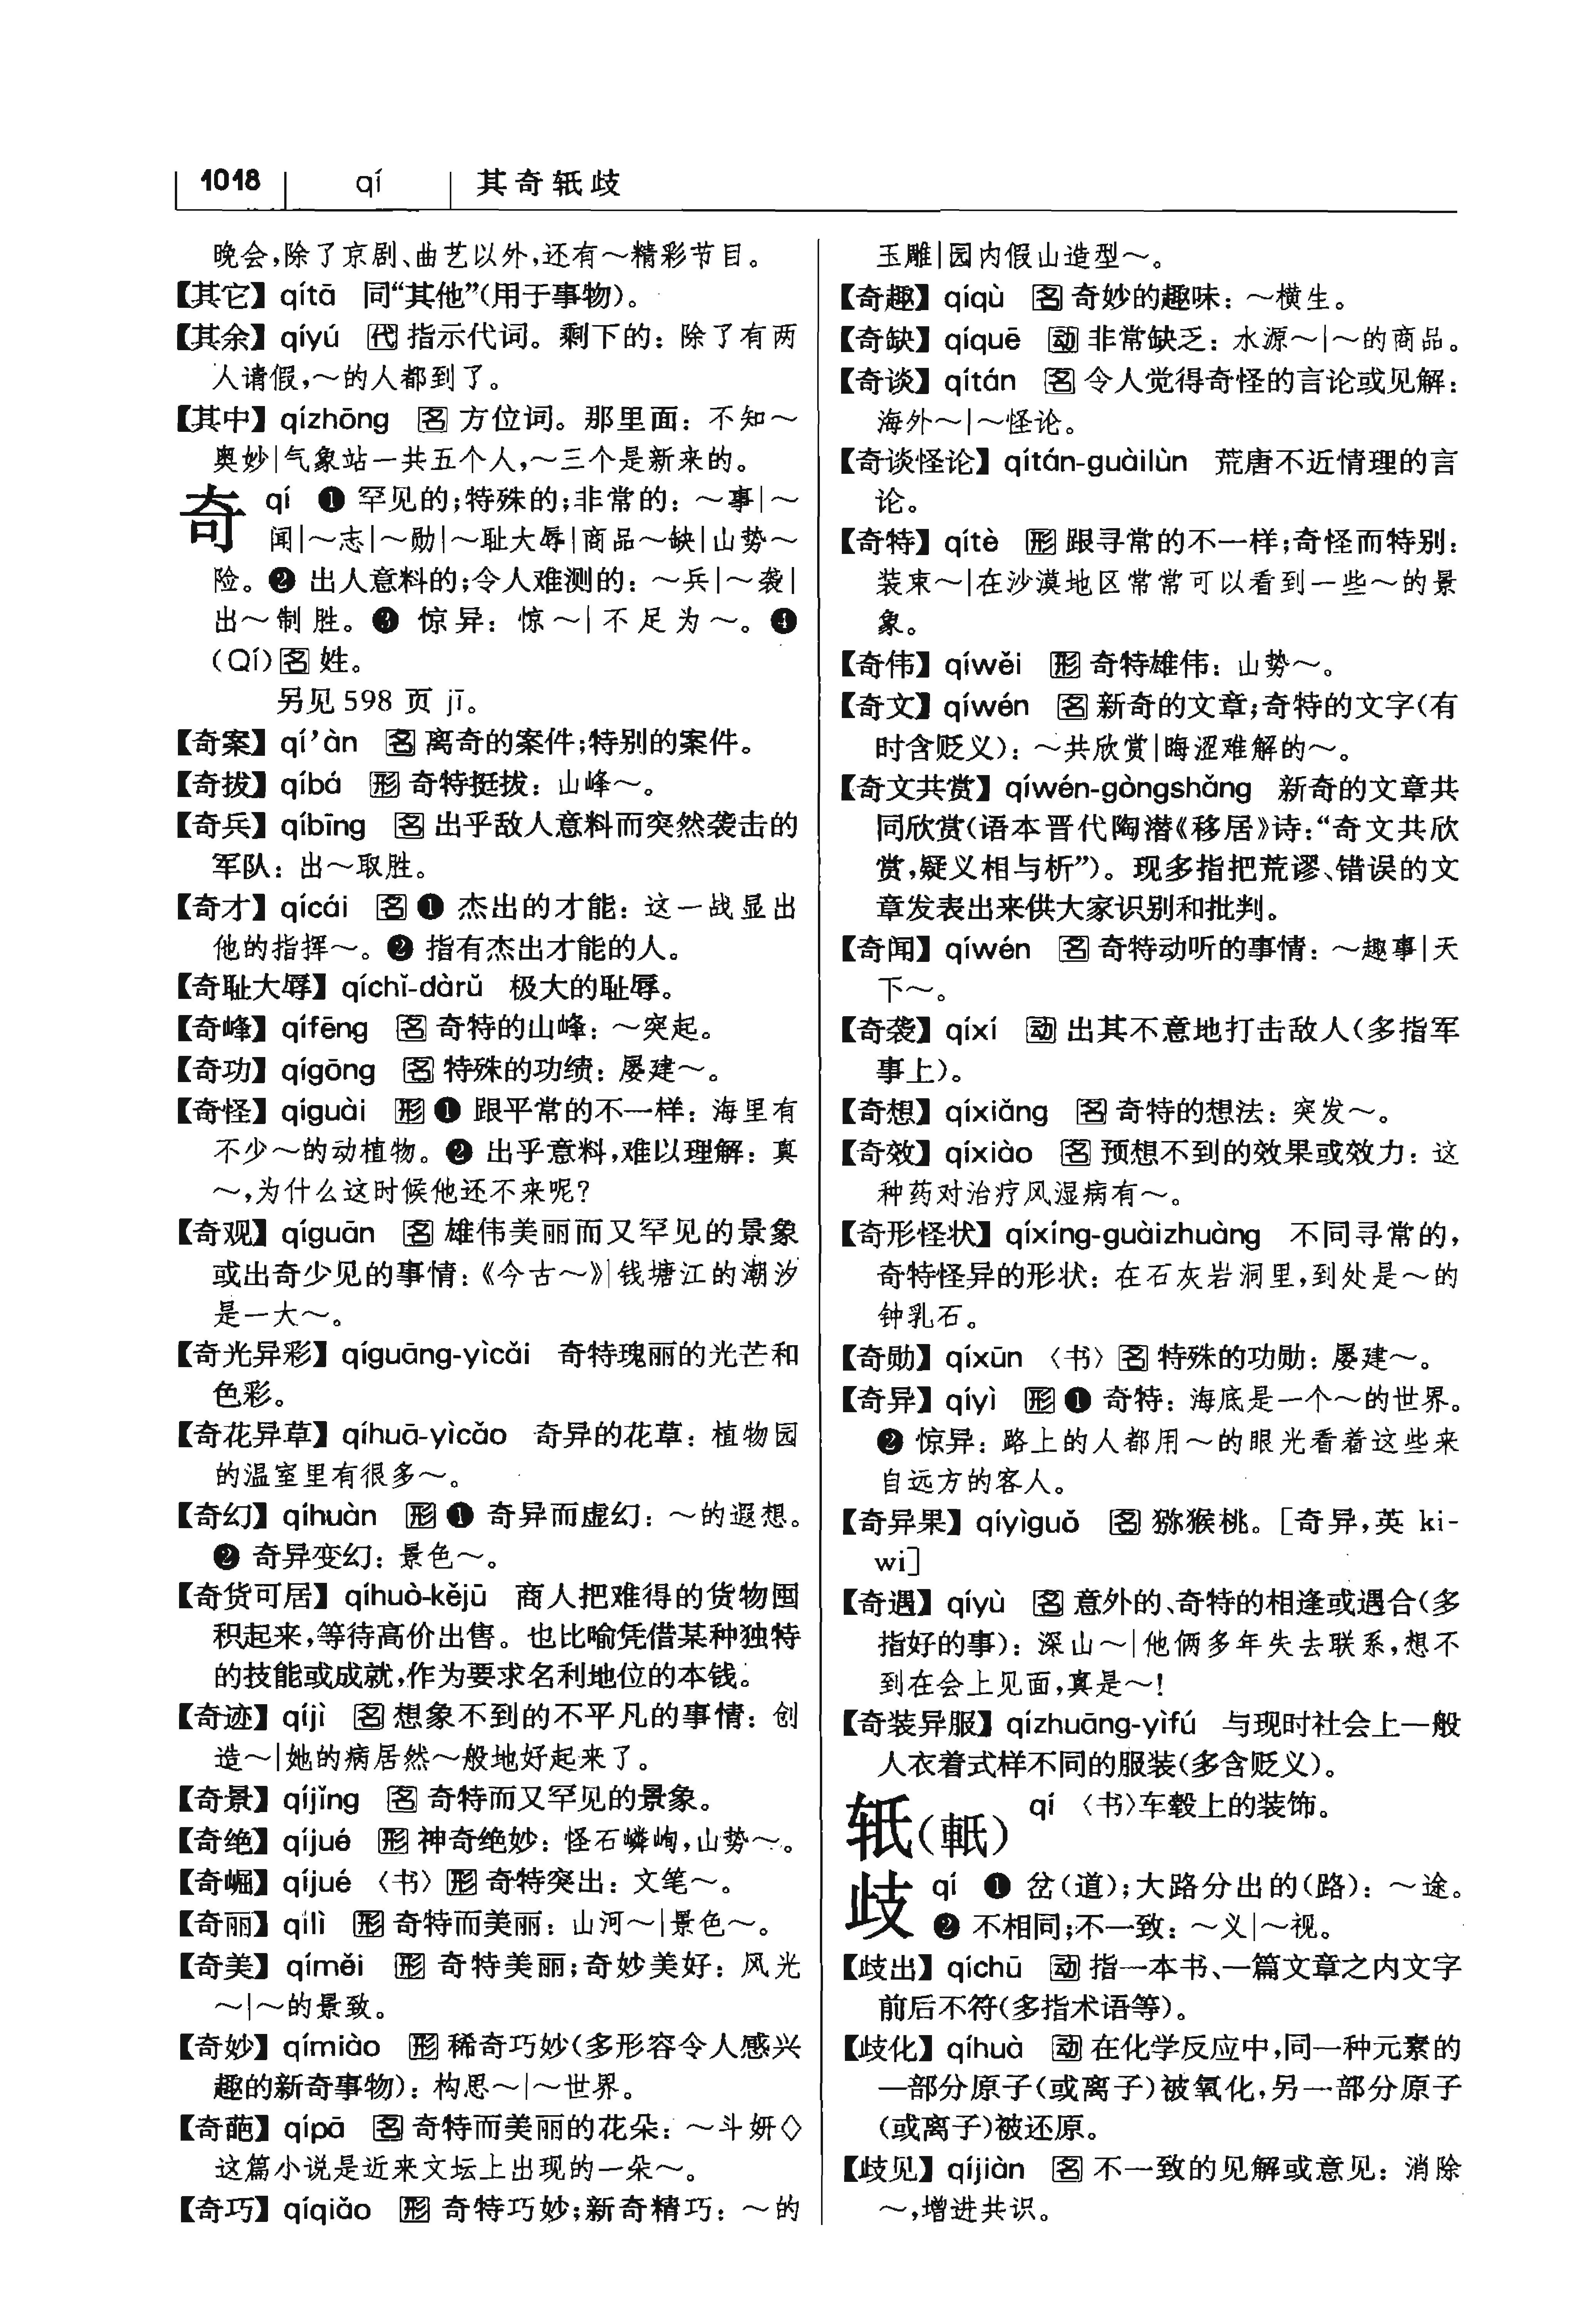 1018 qí 其奇轵歧
晚会,除了京剧、曲艺以外,还有～精彩节目。
【其它】qítā 同“其他”(用于事物)。
【其余】qíyú 代 指示代词。剩下的：除了有两
人请假,～的人都到了。
【其中】qízhōng 名 方位词。那里面：不知～
奥妙|气象站一共五个人,～三个是新来的。
奇 qí ❶ 罕见的;特殊的;非常的：～事|～
闻|～志|～勋|～耻大辱|商品～缺|山势～
险。❷ 出人意料的;令人难测的：～兵|～袭|
出～制胜。❸ 惊异：惊～|不足为～。❹
(Qí)名 姓。
另见 598 页 jī。
【奇案】qí’àn 名 离奇的案件;特别的案件。
【奇拔】qíbá 形 奇特挺拔：山峰～。
【奇兵】qíbīng 名 出乎敌人意料而突然袭击的
军队：出～取胜。
【奇才】qícái 名 ❶ 杰出的才能：这一战显出
他的指挥～。❷ 指有杰出才能的人。
【奇耻大辱】qíchǐ-dàrǔ 极大的耻辱。
【奇峰】qífēng 名 奇特的山峰：～突起。
【奇功】qígōng 名 特殊的功绩：屡建～。
【奇怪】qíguài 形 ❶ 跟平常的不一样：海里有
不少～的动植物。❷ 出乎意料,难以理解：真
～,为什么这时候他还不来呢?
【奇观】qíguān 名 雄伟美丽而又罕见的景象
或出奇少见的事情：《今古～》|钱塘江的潮汐
是一大～。
【奇光异彩】qíguāng-yìcǎi 奇特瑰丽的光芒和
色彩。
【奇花异草】qíhuā-yìcǎo 奇异的花草：植物园
的温室里有很多～。
【奇幻】qíhuàn 形 ❶ 奇异而虚幻：～的遐想。
❷ 奇异变幻：景色～。
【奇货可居】qíhuò-kějū 商人把难得的货物囤
积起来,等待高价出售。也比喻凭借某种独特
的技能或成就,作为要求名利地位的本钱。
【奇迹】qíjì 名 想象不到的不平凡的事情：创
造～|她的病居然～般地好起来了。
【奇景】qíjǐng 名 奇特而又罕见的景象。
【奇绝】qíjué 形 神奇绝妙：怪石嶙峋,山势～。
【奇崛】qíjué 〈书〉形 奇特突出：文笔～。
【奇丽】qílì 形 奇特而美丽：山河～|景色～。
【奇美】qíměi 形 奇特美丽;奇妙美好：风光
～|～的景致。
【奇妙】qímiào 形 稀奇巧妙(多形容令人感兴
趣的新奇事物)：构思～|～世界。
【奇葩】qípā 名 奇特而美丽的花朵：～斗妍◇
这篇小说是近来文坛上出现的一朵～。
【奇巧】qíqiǎo 形 奇特巧妙;新奇精巧：～的
玉雕|园内假山造型～。
【奇趣】qíqù 名 奇妙的趣味：～横生。
【奇缺】qíquē 动 非常缺乏：水源～|～的商品。
【奇谈】qítán 名 令人觉得奇怪的言论或见解：
海外～|～怪论。
【奇谈怪论】qítán-guàilùn 荒唐不近情理的言
论。
【奇特】qítè 形 跟寻常的不一样;奇怪而特别：
装束～|在沙漠地区常常可以看到一些～的景
象。
【奇伟】qíwěi 形 奇特雄伟：山势～。
【奇文】qíwén 名 新奇的文章;奇特的文字(有
时含贬义)：～共欣赏|晦涩难解的～。
【奇文共赏】qíwén-gòngshǎng 新奇的文章共
同欣赏(语本晋代陶潜《移居》诗：“奇文共欣
赏,疑义相与析”)。现多指把荒谬、错误的文
章发表出来供大家识别和批判。
【奇闻】qíwén 名 奇特动听的事情：～趣事|天
下～。
【奇袭】qíxí 动 出其不意地打击敌人(多指军
事上)。
【奇想】qíxiǎng 名 奇特的想法：突发～。
【奇效】qíxiào 名 预想不到的效果或效力：这
种药对治疗风湿病有～。
【奇形怪状】qíxíng-guàizhuàng 不同寻常的,
奇特怪异的形状：在石灰岩洞里,到处是～的
钟乳石。
【奇勋】qíxūn 〈书〉名 特殊的功勋：屡建～。
【奇异】qíyì 形 ❶ 奇特：海底是一个～的世界。
❷ 惊异：路上的人都用～的眼光看着这些来
自远方的客人。
【奇异果】qíyìguǒ 名 猕猴桃。[奇异,英 ki-
wi]
【奇遇】qíyù 名 意外的、奇特的相逢或遇合(多
指好的事)：深山～|他俩多年失去联系,想不
到在会上见面,真是～!
【奇装异服】qízhuāng-yìfú 与现时社会上一般
人衣着式样不同的服装(多含贬义)。
轵(軹) qí 〈书〉车毂上的装饰。
歧 qí ❶ 岔(道);大路分出的(路)：～途。
❷ 不相同;不一致：～义|～视。
【歧出】qíchū 动 指一本书、一篇文章之内文字
前后不符(多指术语等)。
【歧化】qíhuà 动 在化学反应中,同一种元素的
一部分原子(或离子)被氧化,另一部分原子
(或离子)被还原。
【歧见】qíjiàn 名 不一致的见解或意见：消除
～,增进共识。